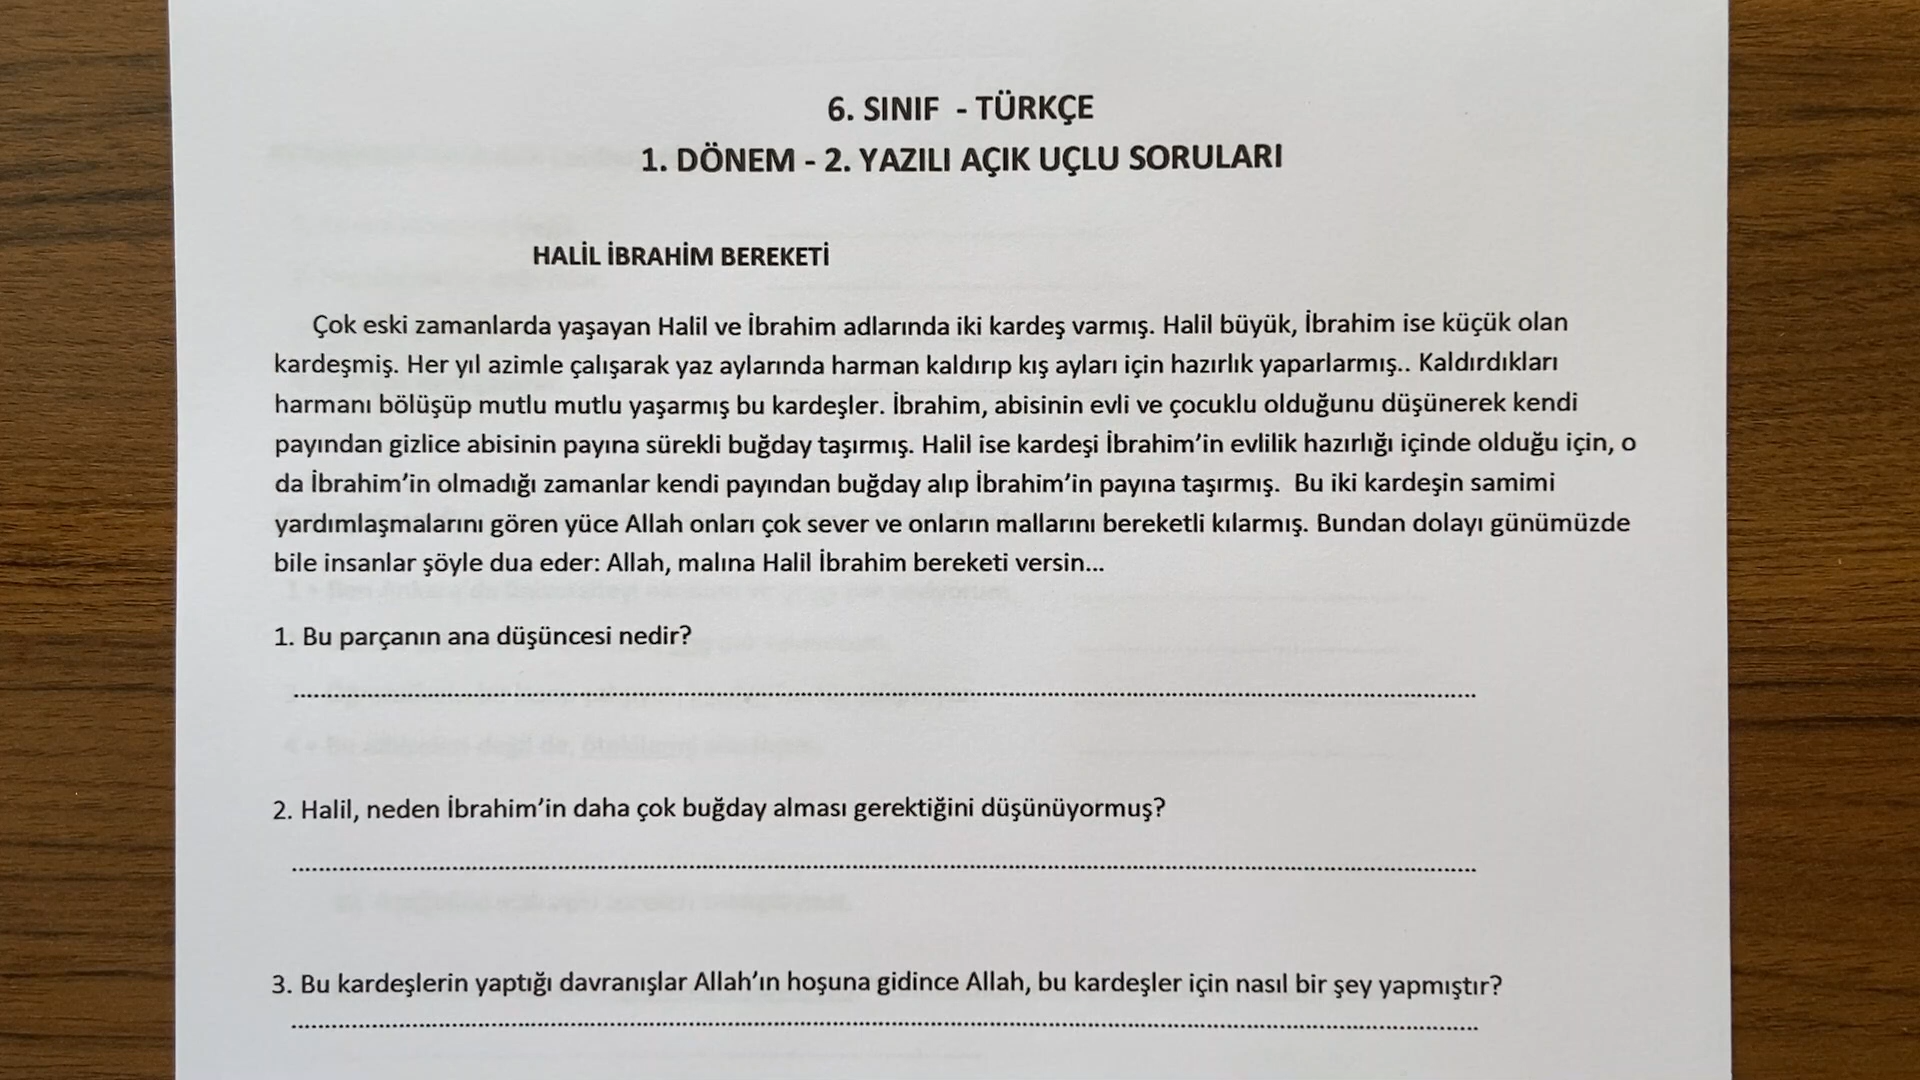 6. SINIF - TÜRKÇE
1. DÖNEM - 2. YAZILI AÇIK UÇLU SORULARI
HALİL İBRAHİM BEREKETİ
Çok eski zamanlarda yaşayan Halil ve İbrahim adlarında iki kardeş varmış. Halil büyük, İbrahim ise küçük olan
kardeşmiş. Her yıl azimle çalışarak yaz aylarında harman kaldırıp kış ayları için hazırlık yaparlarmış.. Kaldırdıkları
harmanı bölüşüp mutlu mutlu yaşarmış bu kardeşler. İbrahim, abisinin evli ve çocuklu olduğunu düşünerek kendi
payından gizlice abisinin payına sürekli buğday taşırmış. Halil ise kardeşi İbrahim’in evlilik hazırlığı içinde olduğu için, o
da İbrahim’in olmadığı zamanlar kendi payından buğday alıp İbrahim’in payına taşırmış. Bu iki kardeşin samimi
yardımlaşmalarını gören yüce Allah onları çok sever ve onların mallarını bereketli kılarmış. Bundan dolayı günümüzde
bile insanlar şöyle dua eder: Allah, malına Halil İbrahim bereketi versin...
1. Bu parçanın ana düşüncesi nedir?
2. Halil, neden İbrahim’in daha çok buğday alması gerektiğini düşünüyormuş?
3. Bu kardeşlerin yaptığı davranışlar Allah’ın hoşuna gidince Allah, bu kardeşler için nasıl bir şey yapmıştır?